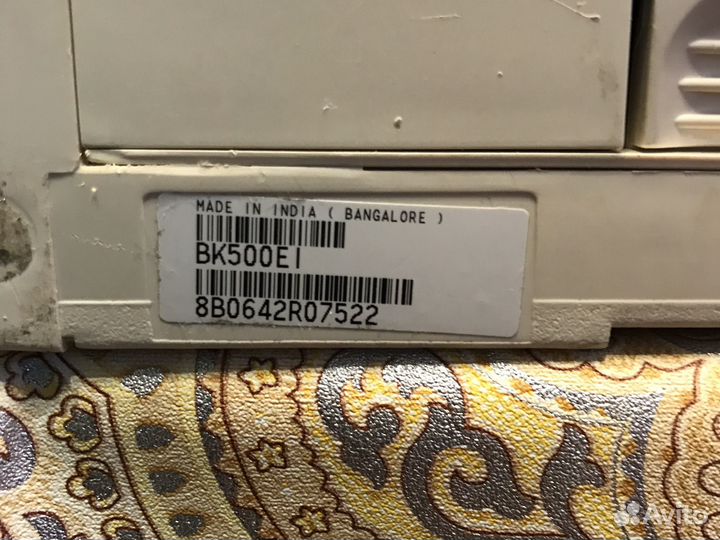 MADE IN INDIA ( BANGALORE )
BK500EI
8B0642R07522
Avito